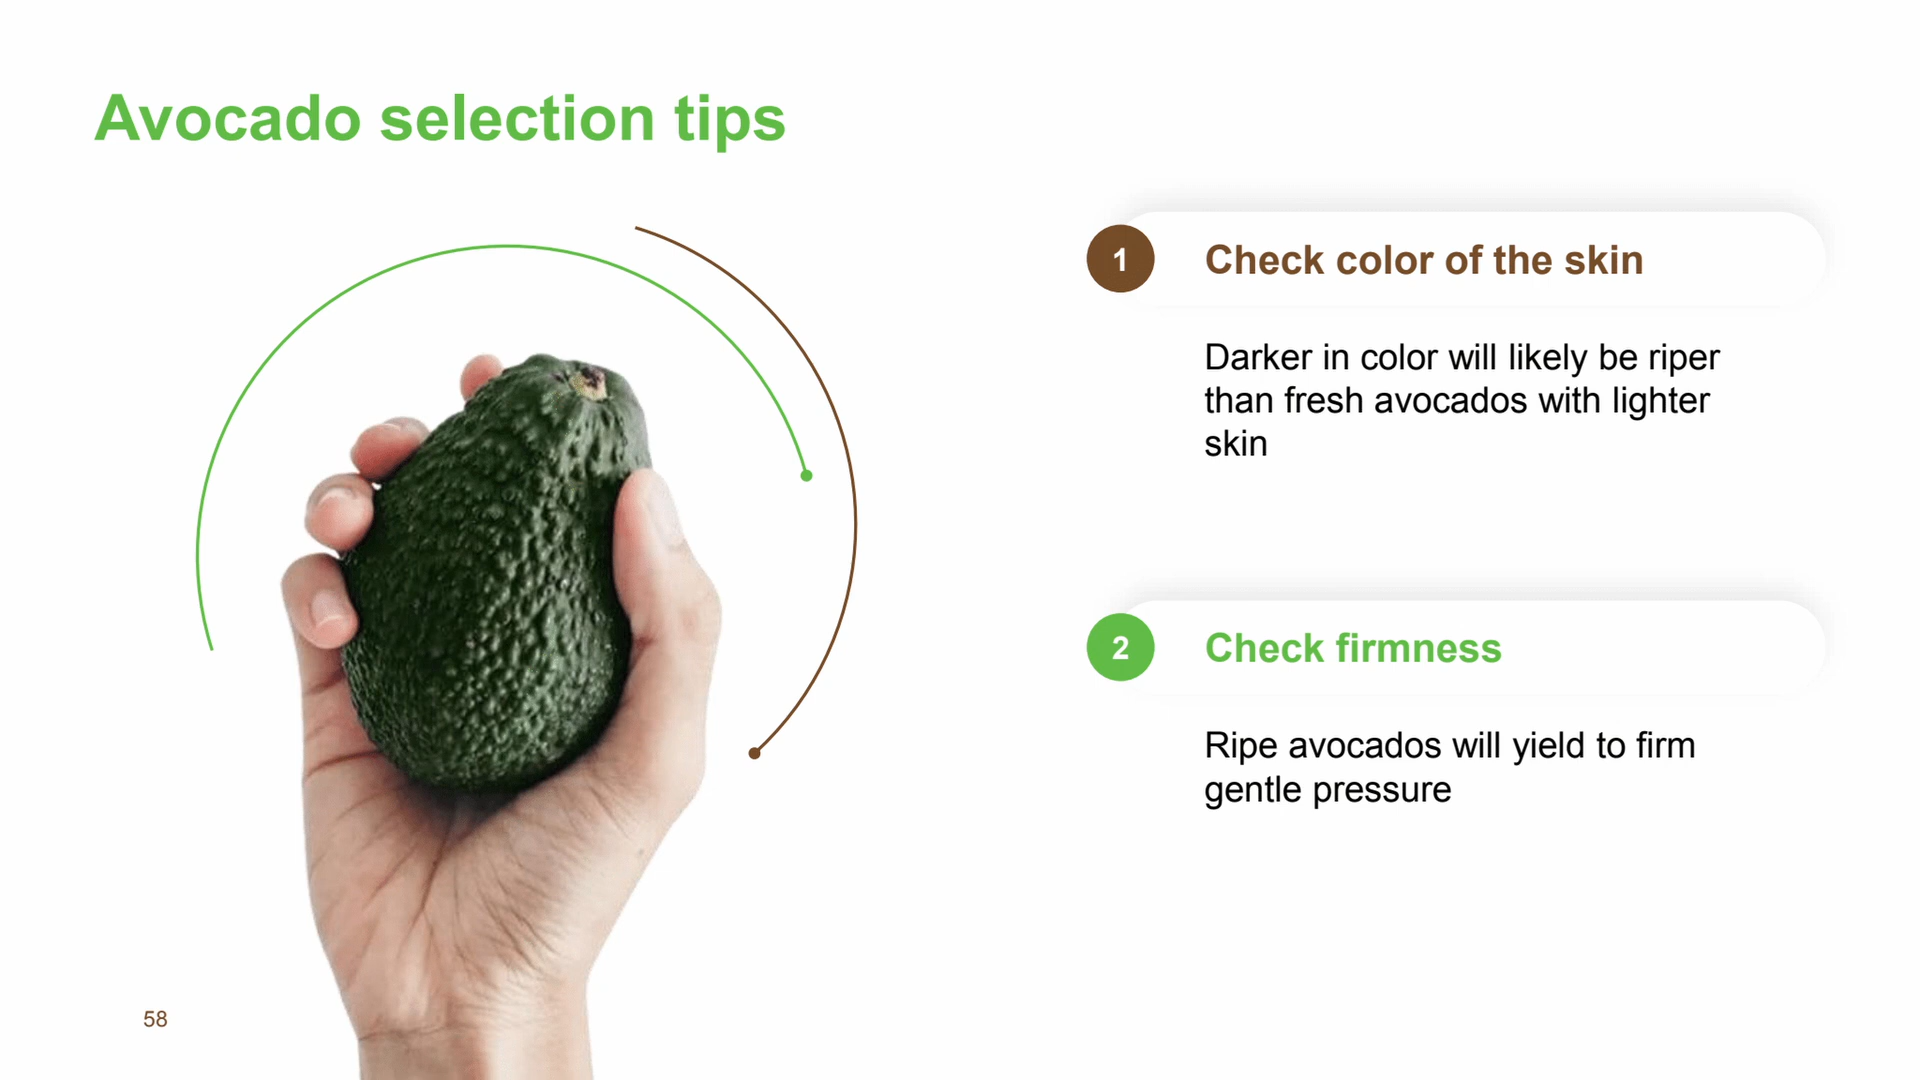 Avocado selection tips
1
Check color of the skin
Darker in color will likely be riper
than fresh avocados with lighter
skin
2
Check firmness
Ripe avocados will yield to firm
gentle pressure
58